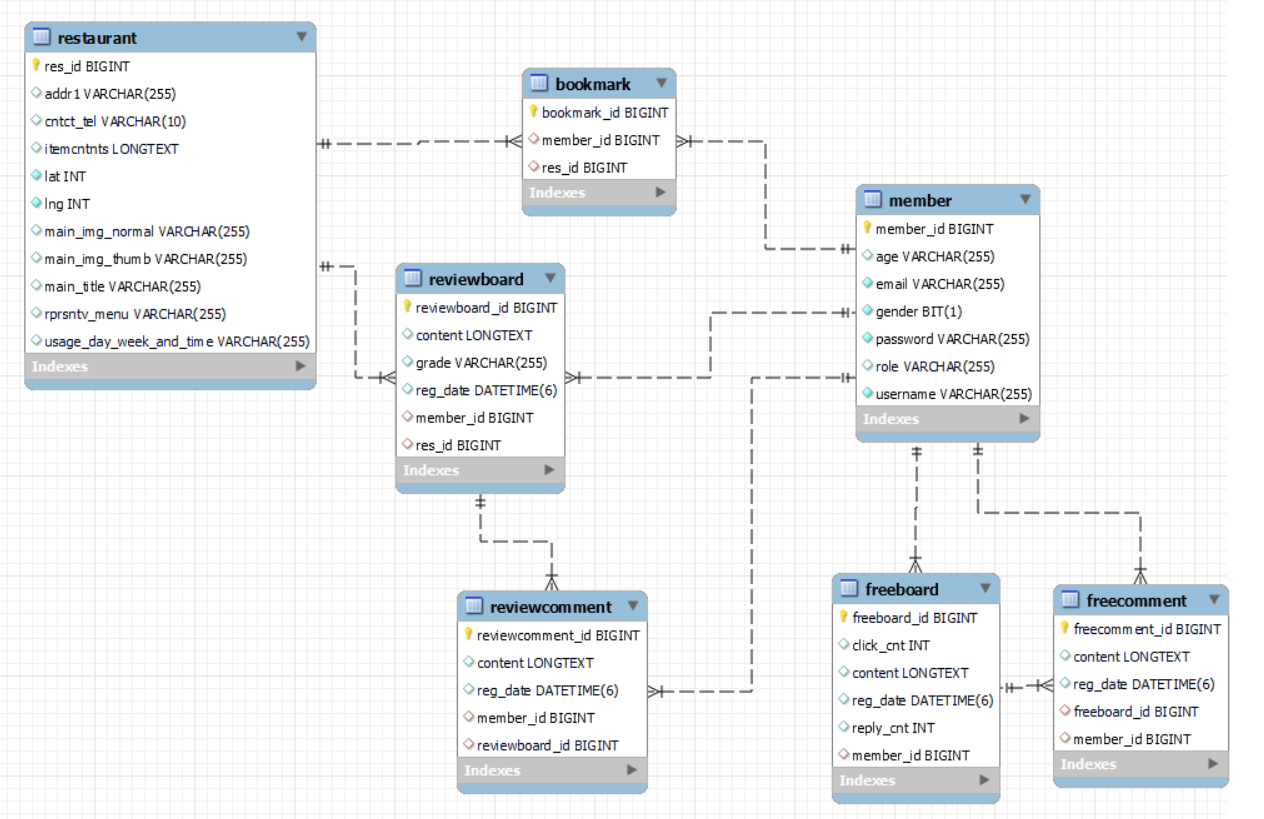 restaurant
res_id BIGINT
addr1 VARCHAR(255)
cntct_tel VARCHAR(10)
itemcntnts LONGTEXT
lat INT
lng INT
main_img_normal VARCHAR(255)
main_img_thumb VARCHAR(255)
main_title VARCHAR(255)
rprsntv_menu VARCHAR(255)
usage_day_week_and_time VARCHAR(255)
Indexes
bookmark
bookmark_id BIGINT
member_id BIGINT
res_id BIGINT
Indexes
member
member_id BIGINT
age VARCHAR(255)
email VARCHAR(255)
gender BIT(1)
password VARCHAR(255)
role VARCHAR(255)
username VARCHAR(255)
Indexes
reviewboard
reviewboard_id BIGINT
content LONGTEXT
grade VARCHAR(255)
reg_date DATETIME(6)
member_id BIGINT
res_id BIGINT
Indexes
reviewcomment
reviewcomment_id BIGINT
content LONGTEXT
reg_date DATETIME(6)
member_id BIGINT
reviewboard_id BIGINT
Indexes
freeboard
freeboard_id BIGINT
click_cnt INT
content LONGTEXT
reg_date DATETIME(6)
reply_cnt INT
member_id BIGINT
Indexes
freecomment
freecomment_id BIGINT
content LONGTEXT
reg_date DATETIME(6)
freeboard_id BIGINT
member_id BIGINT
Indexes